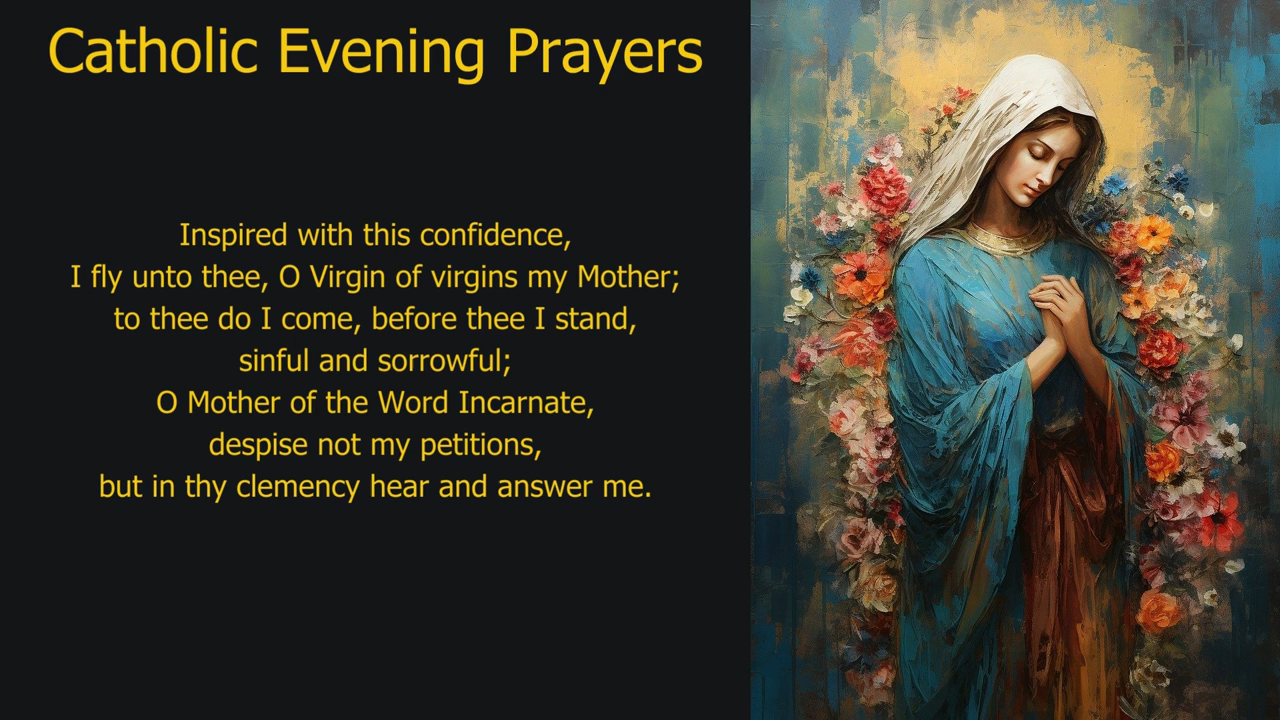 Catholic Evening Prayers
Inspired with this confidence,
I fly unto thee, O Virgin of virgins my Mother;
to thee do I come, before thee I stand,
sinful and sorrowful;
O Mother of the Word Incarnate,
despise not my petitions,
but in thy clemency hear and answer me.